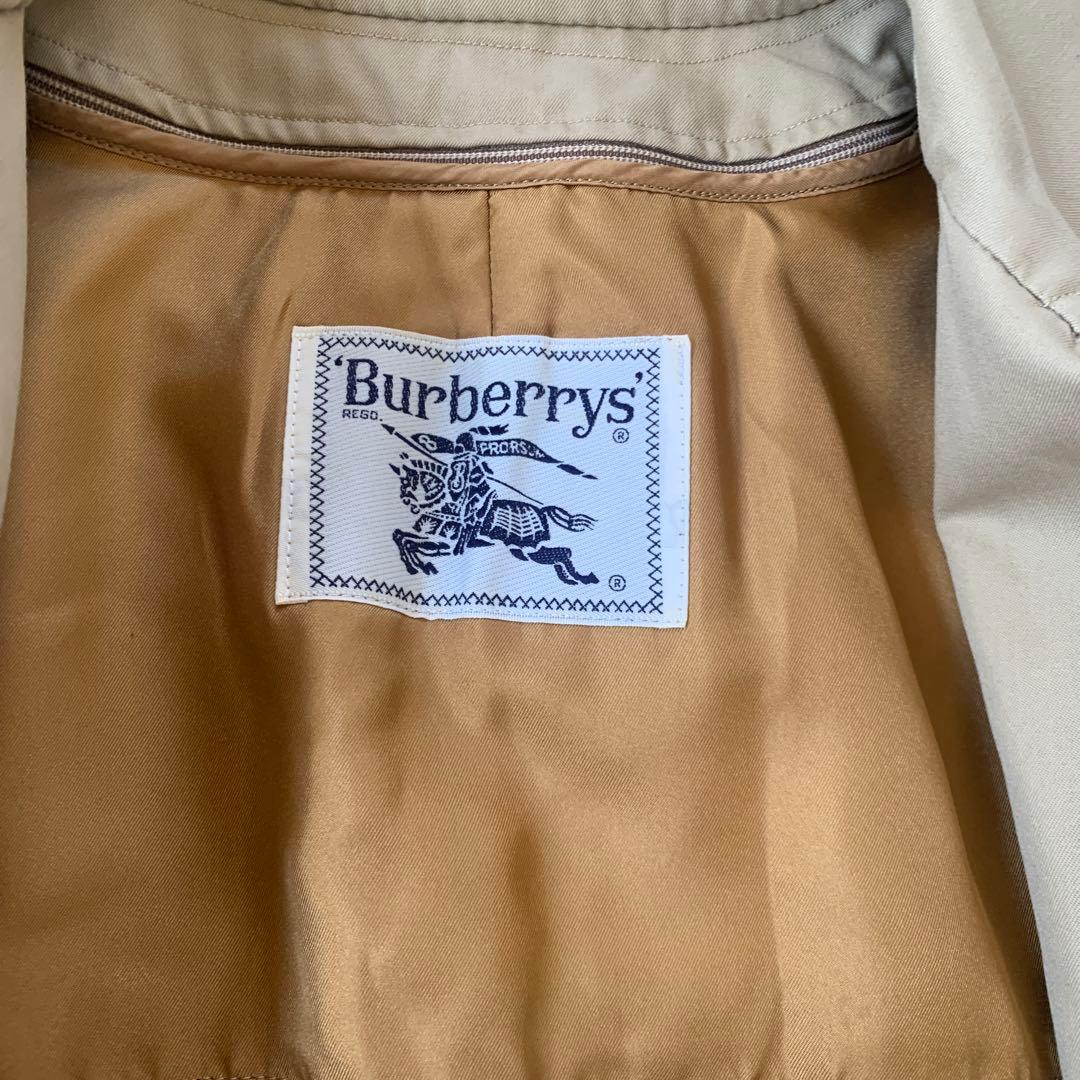 'Burberrys'
REGD. ®
PRORSUM
®